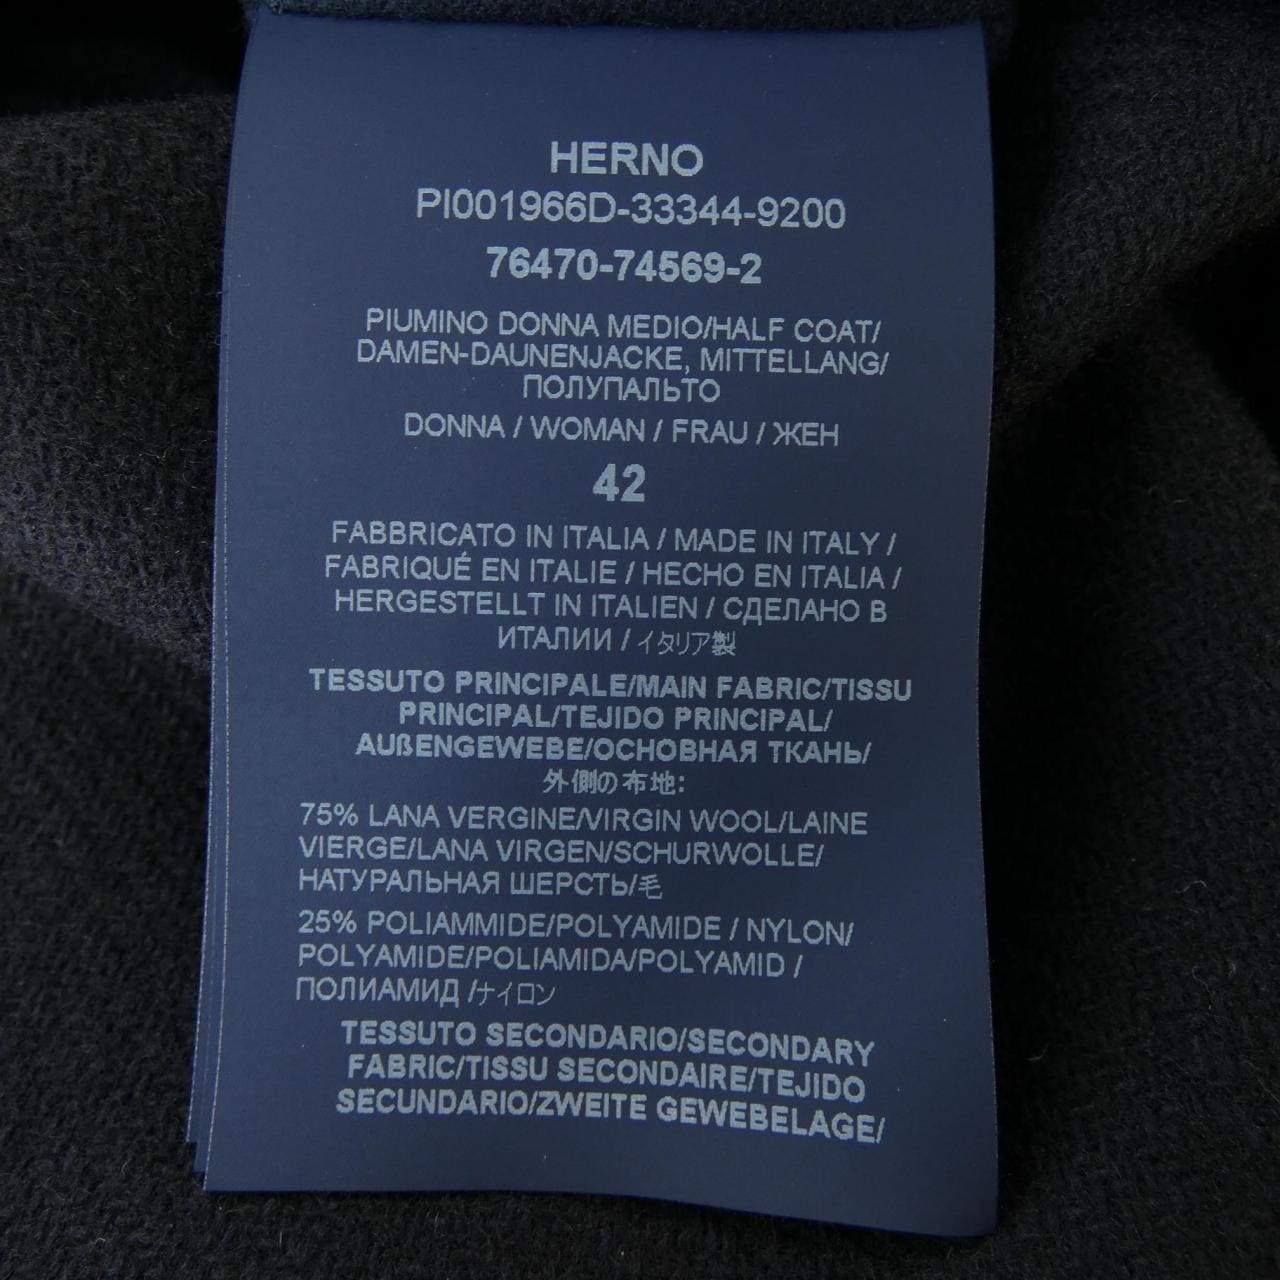 HERNO
PI001966D-33344-9200
76470-74569-2
PIUMINO DONNA MEDIO/HALF COAT/
DAMEN-DAUNENJACKE, MITTELLANG/
ПОЛУПАЛЬТО
DONNA / WOMAN / FRAU / ЖЕН
42
FABBRICATO IN ITALIA / MADE IN ITALY /
FABRIQUÉ EN ITALIE / HECHO EN ITALIA /
HERGESTELLT IN ITALIEN / СДЕЛАНО В
ИТАЛИИ / イタリア製
TESSUTO PRINCIPALE/MAIN FABRIC/TISSU
PRINCIPAL/TEJIDO PRINCIPAL/
AUßENGEWEBE/ОСНОВНАЯ ТКАНЬ/
外側の布地:
75% LANA VERGINE/VIRGIN WOOL/LAINE
VIERGE/LANA VIRGEN/SCHURWOLLE/
НАТУРАЛЬНАЯ ШЕРСТЬ/毛
25% POLIAMMIDE/POLYAMIDE / NYLON/
POLYAMIDE/POLIAMIDA/POLYAMID /
ПОЛИАМИД /ナイロン
TESSUTO SECONDARIO/SECONDARY
FABRIC/TISSU SECONDAIRE/TEJIDO
SECUNDARIO/ZWEITE GEWEBELAGE/